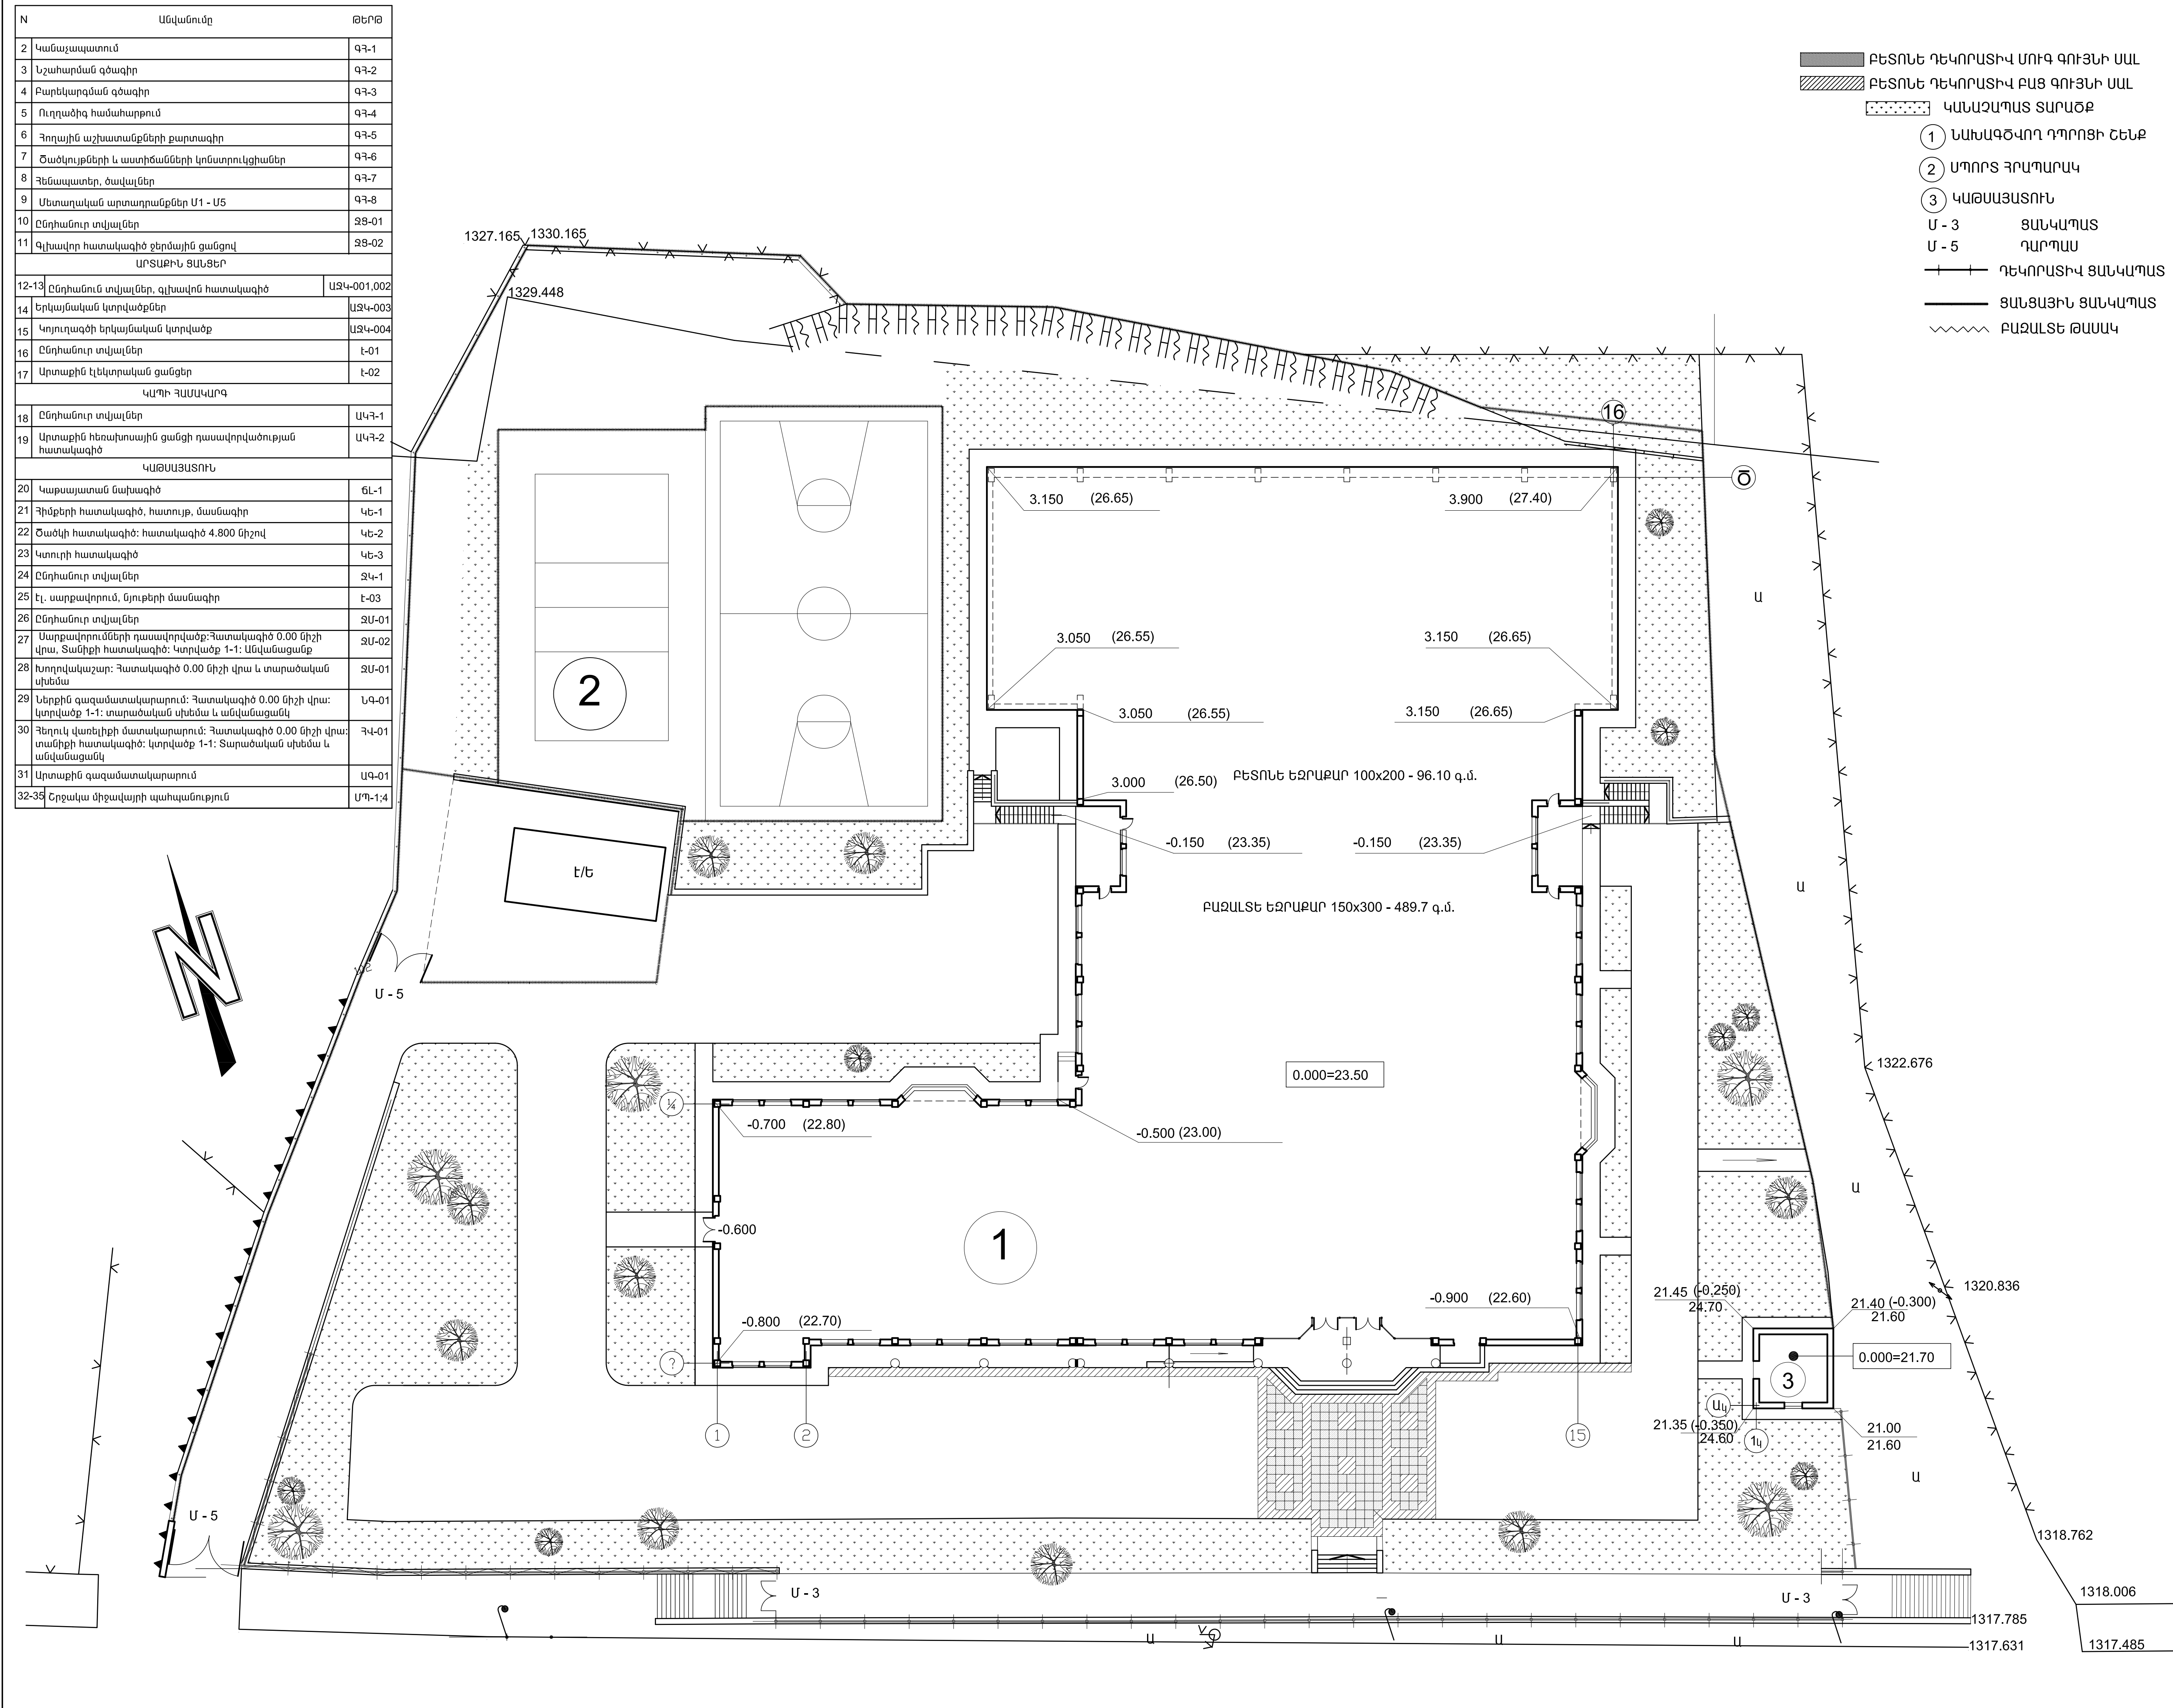 N Անվանումը ԹԵՐԹ
2 Կանաչապատում ԳՀ-1
3 Նշահարման գծագիր ԳՀ-2
4 Բարեկարգման գծագիր ԳՀ-3
5 Ուղղաձիգ համահարթում ԳՀ-4
6 Հողային աշխատանքների քարտագիր ԳՀ-5
7 Ծածկույթների և աստիճանների կոնստրուկցիաներ ԳՀ-6
8 Հենապատեր, ծավալներ ԳՀ-7
9 Մետաղական արտադրանքներ Մ1 - Մ5 ԳՀ-8
10 Ընդհանուր տվյալներ ՋՑ-01
11 Գլխավոր հատակագիծ ջերմային ցանցով ՋՑ-02
ԱՐՏԱՔԻՆ ՑԱՆՑԵՐ
12-13 Ընդհանուն տվյալներ, գլխավոն հատակագիծ ԱՋԿ-001,002
14 Երկայնական կտրվածքներ ԱՋԿ-003
15 Կոյուղագծի երկայնական կտրվածք ԱՋԿ-004
16 Ընդհանուր տվյալներ Է-01
17 Արտաքին էլեկտրական ցանցեր Է-02
ԿԱՊԻ ՀԱՄԱԿԱՐԳ
18 Ընդհանուր տվյալներ ԱԿՀ-1
19 Արտաքին հեռախոսային ցանցի դասավորվածության ԱԿՀ-2
հատակագիծ
ԿԱԹՍԱՅԱՏՈՒՆ
20 Կաթսայատան նախագիծ ՃԼ-1
21 Հիմքերի հատակագիծ, հատույթ, մասնագիր ԿԵ-1
22 Ծածկի հատակագիծ: հատակագիծ 4.800 նիշով ԿԵ-2
23 Կտուրի հատակագիծ ԿԵ-3
24 Ընդհանուր տվյալներ ՋԿ-1
25 Էլ. սարքավորում, նյութերի մասնագիր Է-03
26 Ընդհանուր տվյալներ ՋՄ-01
27 Սարքավորումների դասավորվածք:Հատակագիծ 0.00 նիշի ՋՄ-02
վրա, Տանիքի հատակագիծ: Կտրվածք 1-1: Անվանացանք
28 Խողովակաշար: Հատակագիծ 0.00 նիշի վրա և տարածական ՋՄ-01
սխեմա
29 Ներքին գազամատակարարում: Հատակագիծ 0.00 նիշի վրա: ՆԳ-01
կտրվածք 1-1: տարածական սխեմա և անվանացանկ
30 Հեղուկ վառելիքի մատակարարում: Հատակագիծ 0.00 նիշի վրա: ՀՎ-01
տանիքի հատակագիծ: կտրվածք 1-1: Տարածական սխեմա և
անվանացանկ
31 Արտաքին գազամատակարարում ԱԳ-01
32-35 Շրջակա միջավայրի պահպանություն ՄՊ-1;4
ԲԵՏՈՆԵ ԴԵԿՈՐԱՏԻՎ ՄՈՒԳ ԳՈՒՅՆԻ ՍԱԼ
ԲԵՏՈՆԵ ԴԵԿՈՐԱՏԻՎ ԲԱՑ ԳՈՒՅՆԻ ՍԱԼ
ԿԱՆԱՉԱՊԱՏ ՏԱՐԱԾՔ
1 ՆԱԽԱԳԾՎՈՂ ԴՊՐՈՑԻ ՇԵՆՔ
2 ՍՊՈՐՏ ՀՐԱՊԱՐԱԿ
3 ԿԱԹՍԱՅԱՏՈՒՆ
Մ - 3 ՑԱՆԿԱՊԱՏ
Մ - 5 ԴԱՐՊԱՍ
ԴԵԿՈՐԱՏԻՎ ՑԱՆԿԱՊԱՏ
ՑԱՆՑԱՅԻՆ ՑԱՆԿԱՊԱՏ
ԲԱԶԱԼՏԵ ԹԱՍԱԿ
1327.165 1330.165
1329.448
16
Ծ
3.150 (26.65)
3.900 (27.40)
3.050 (26.55)
3.150 (26.65)
2
3.050 (26.55)
3.150 (26.65)
3.000 (26.50)
ԲԵՏՈՆԵ ԵԶՐԱՔԱՐ 100x200 - 96.10 գ.մ.
-0.150 (23.35)
-0.150 (23.35)
Է/Ե
ԲԱԶԱԼՏԵ ԵԶՐԱՔԱՐ 150x300 - 489.7 գ.մ.
N
Մ - 5
0.000=23.50
1322.676
¼
-0.700 (22.80)
-0.500 (23.00)
-0.600
1
-0.800 (22.70)
-0.900 (22.60)
?
1 2 15
1320.836
21.45 (-0.250)
24.70
21.40 (-0.300)
21.60
0.000=21.70
3
Ակ
21.35 (-0.350)
24.60
1կ
21.00
21.60
Մ - 5
Մ - 3
Մ - 3
1318.762
1318.006
1317.785
1317.631
1317.485
ա
ա
ա
ա
ա
ա
ա